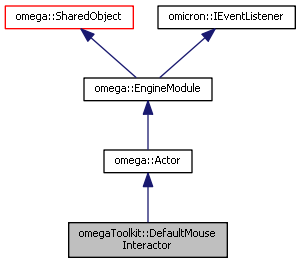 omega::SharedObject
omicron::IEventListener
omega::EngineModule
omega::Actor
omegaToolkit::DefaultMouse
Interactor